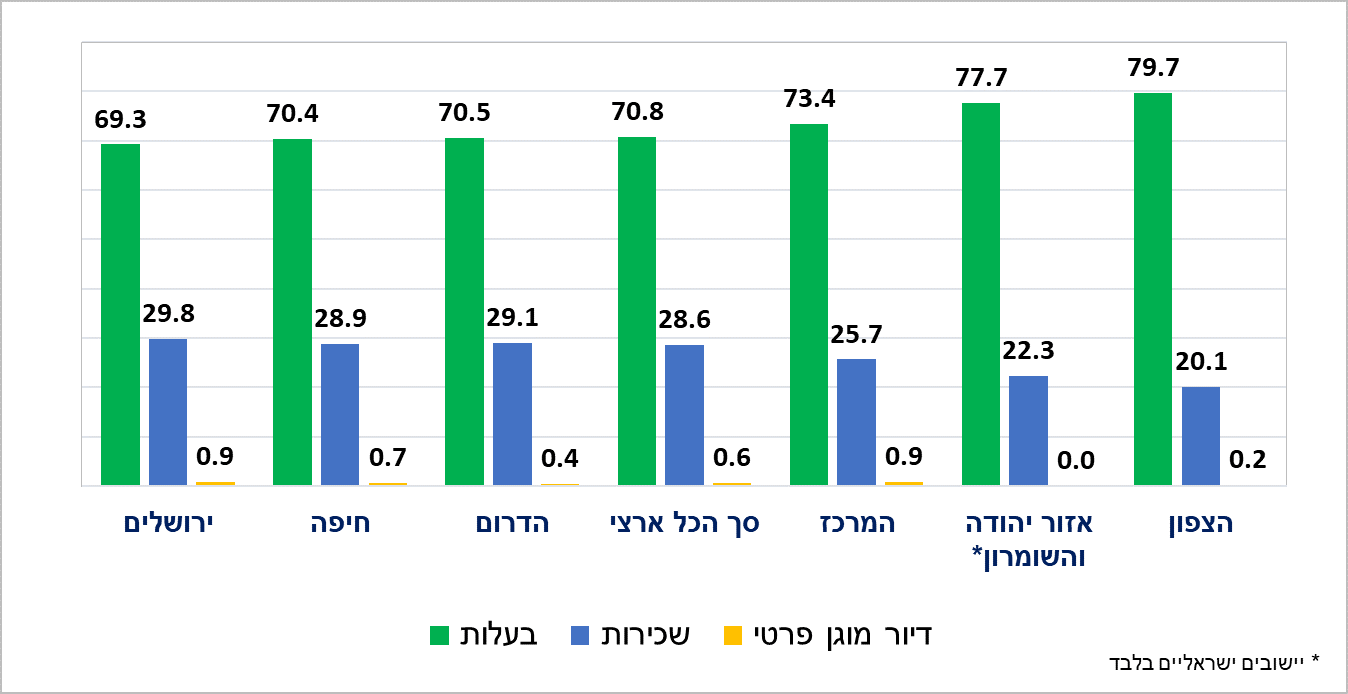 69.3
29.8
0.9
70.4
28.9
0.7
70.5
29.1
0.4
70.8
28.6
0.6
73.4
25.7
0.9
77.7
22.3
0.0
79.7
20.1
0.2
ירושלים
חיפה
הדרום
סך הכל ארצי
המרכז
אזור יהודה
והשומרון*
הצפון
בעלות
שכירות
דיור מוגן פרטי
* יישובים ישראליים בלבד